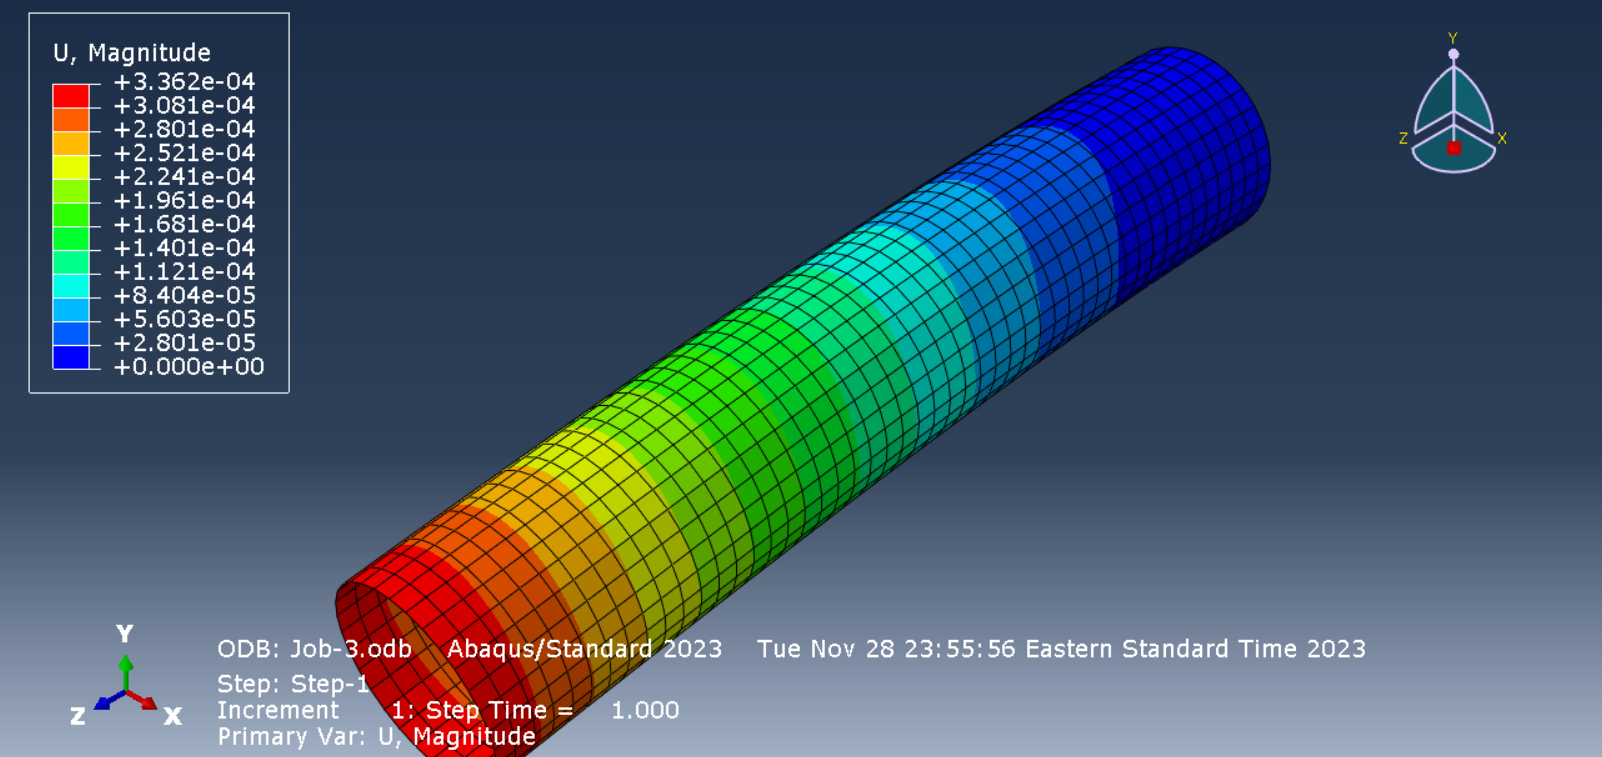 U, Magnitude
+3.362e-04
+3.081e-04
+2.801e-04
+2.521e-04
+2.241e-04
+1.961e-04
+1.681e-04
+1.401e-04
+1.121e-04
+8.404e-05
+5.603e-05
+2.801e-05
+0.000e+00
Y
Z
X
Y
Z
X
ODB: Job-3.odb Abaqus/Standard 2023 Tue Nov 28 23:55:56 Eastern Standard Time 2023
Step: Step-1
Increment 1: Step Time = 1.000
Primary Var: U, Magnitude